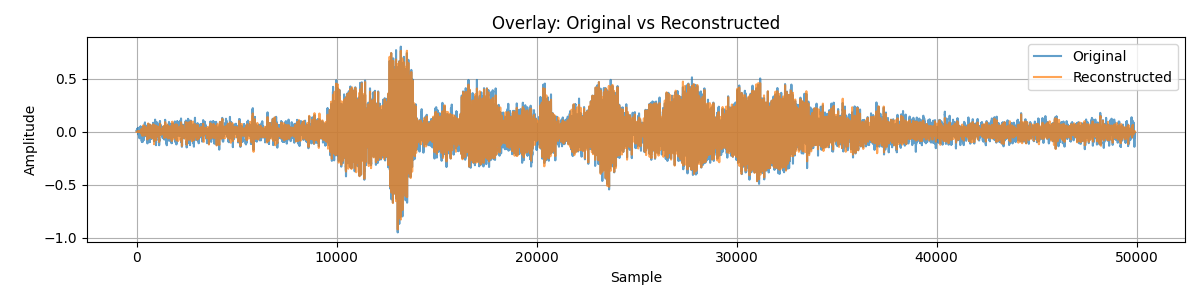 Overlay: Original vs Reconstructed
Original
Reconstructed
Amplitude
0.5
0.0
−0.5
−1.0
0 10000 20000 30000 40000 50000
Sample